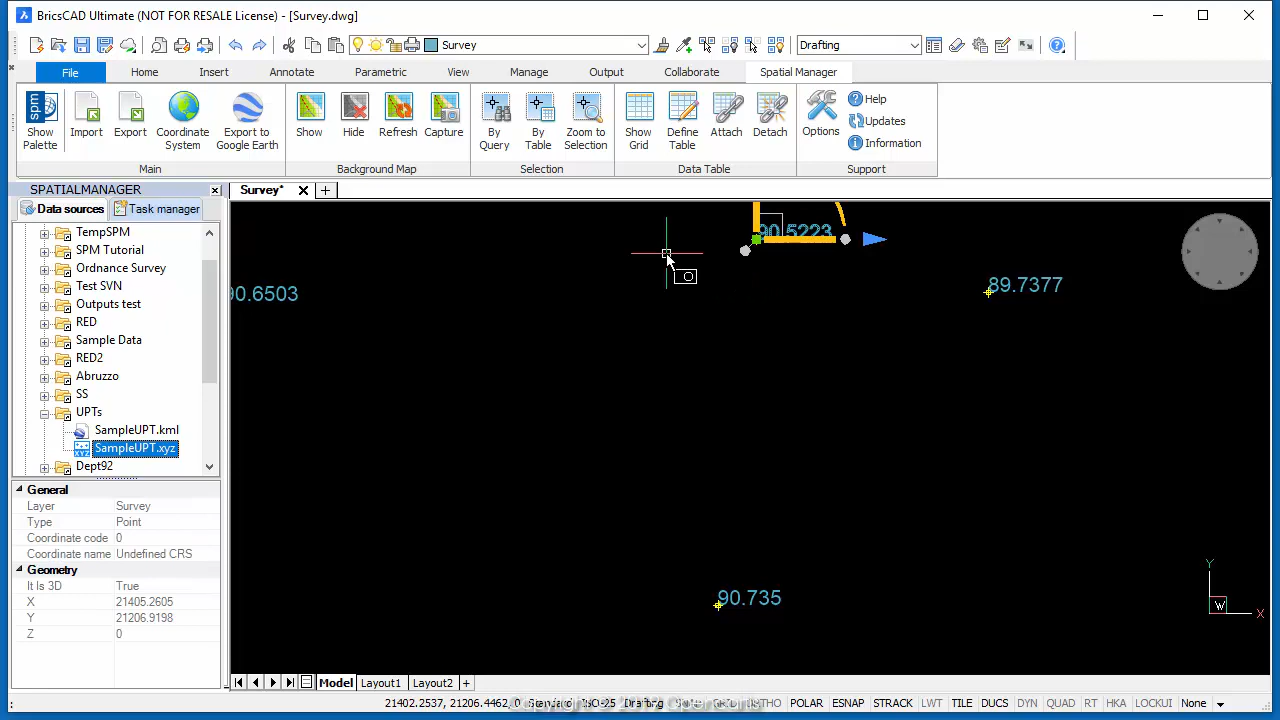 BricsCAD Ultimate (NOT FOR RESALE License) - [Survey.dwg]
Survey
Drafting
File Home Insert Annotate Parametric View Manage Output Collaborate Spatial Manager
spm
Show Palette
Import
Export
Coordinate System
Export to Google Earth
Show
Hide
Refresh
Capture
By Query
By Table
Zoom to Selection
Show Grid
Define Table
Attach
Detach
Options
Help
Updates
Information
Main
Background Map
Selection
Data Table
Support
SPATIALMANAGER
Data sources Task manager
TempSPM
SPM Tutorial
Ordnance Survey
Test SVN
Outputs test
RED
Sample Data
RED2
Abruzzo
SS
UPTs
SampleUPT.kml
SampleUPT.xyz
Dept92
General
Layer Survey
Type Point
Coordinate code 0
Coordinate name Undefined CRS
Geometry
It Is 3D True
X 21405.2605
Y 21206.9198
Z 0
Survey*
90.5223
89.7377
90.6503
90.735
Y
W
X
Model Layout1 Layout2
21402.2537, 21206.4462, 0 Standard ISO-25 Drafting SNAP GRID ORTHO POLAR ESNAP STRACK LWT TILE DUCS DYN QUAD RT HKA LOCKUI None